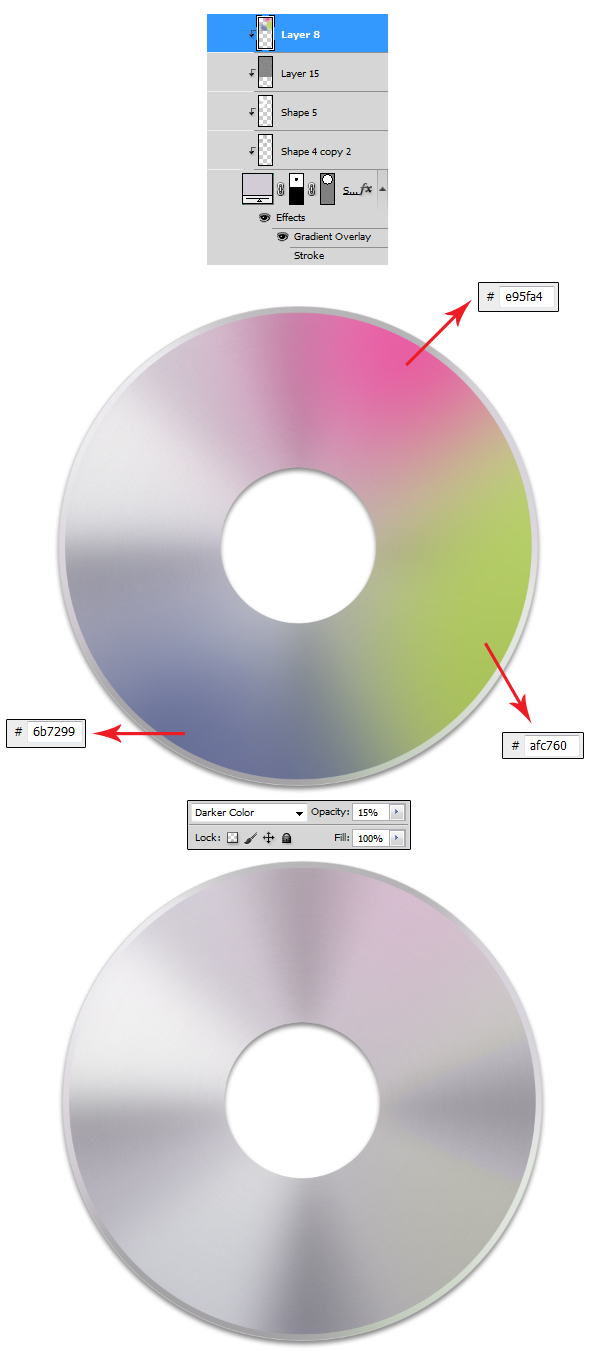 Layer 8
Layer 15
Shape 5
Shape 4 copy 2
S... fx
Effects
Gradient Overlay
Stroke
# e95fa4
# 6b7299
# afc760
Darker Color Opacity: 15%
Lock: Fill: 100%